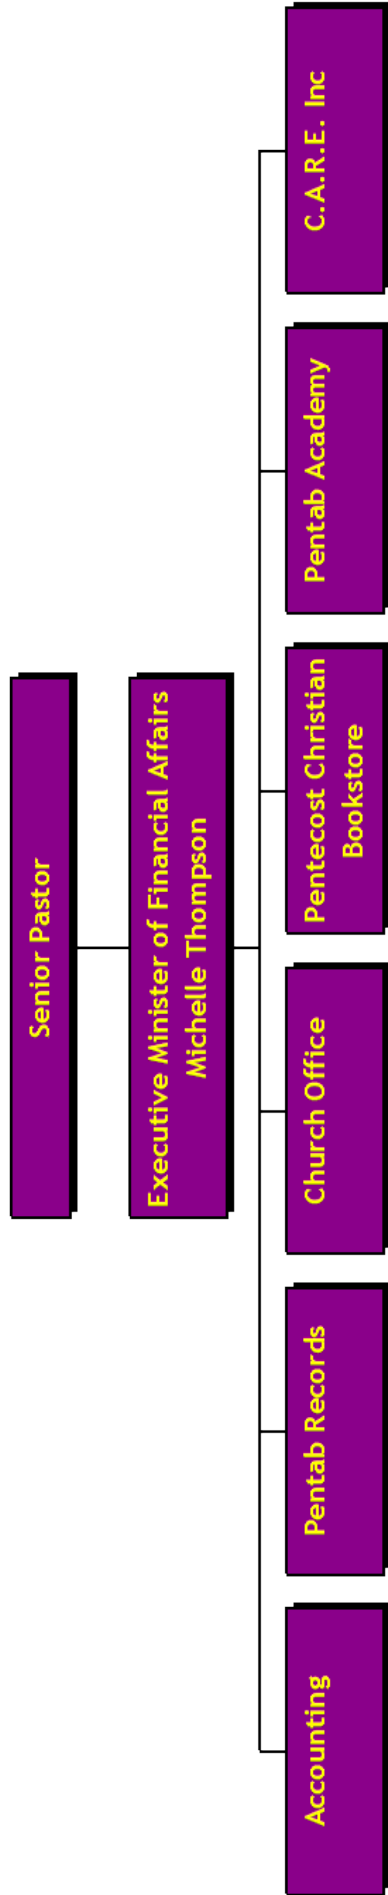 Senior Pastor
Executive Minister of Financial Affairs
Michelle Thompson
Accounting
Pentab Records
Church Office
Pentecost Christian
Bookstore
Pentab Academy
C.A.R.E. Inc